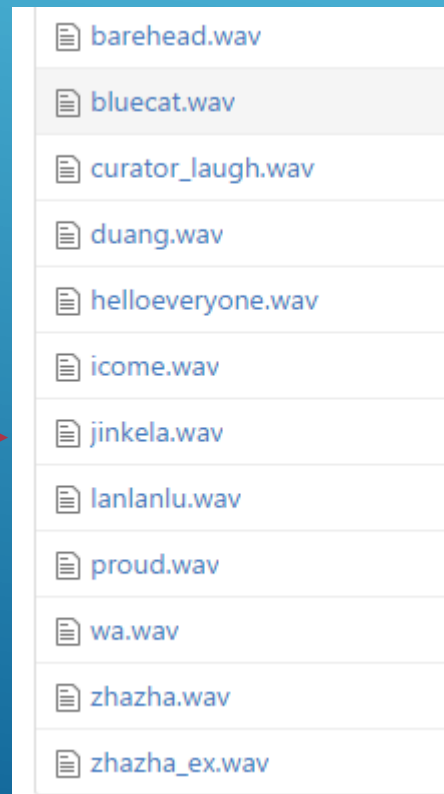 barehead.wav
bluecat.wav
curator_laugh.wav
duang.wav
helloeveryone.wav
icome.wav
jinkela.wav
lanlanlu.wav
proud.wav
wa.wav
zhazha.wav
zhazha_ex.wav